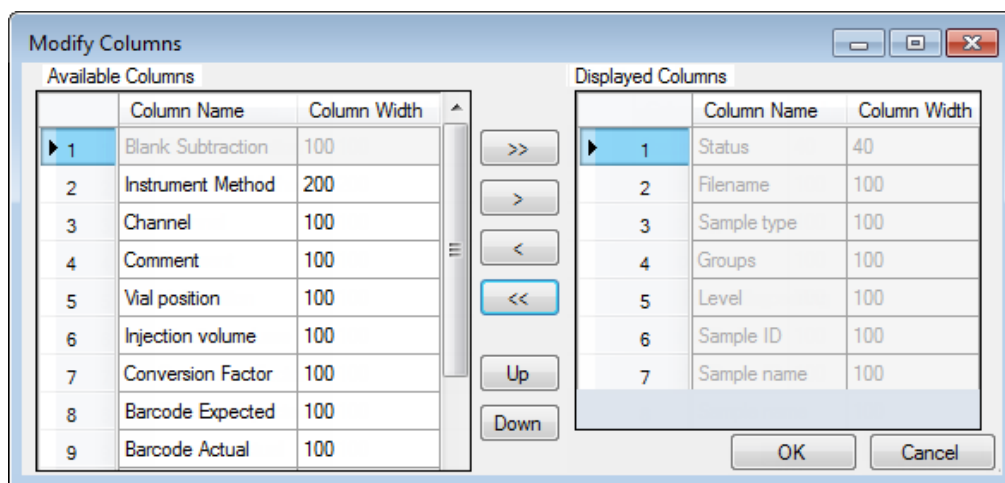 Modify Columns
Available Columns
Column Name Column Width
1 Blank Subtraction 100
2 Instrument Method 200
3 Channel 100
4 Comment 100
5 Vial position 100
6 Injection volume 100
7 Conversion Factor 100
8 Barcode Expected 100
9 Barcode Actual 100
>>
>
<
<<
Up
Down
Displayed Columns
Column Name Column Width
1 Status 40
2 Filename 100
3 Sample type 100
4 Groups 100
5 Level 100
6 Sample ID 100
7 Sample name 100
OK Cancel